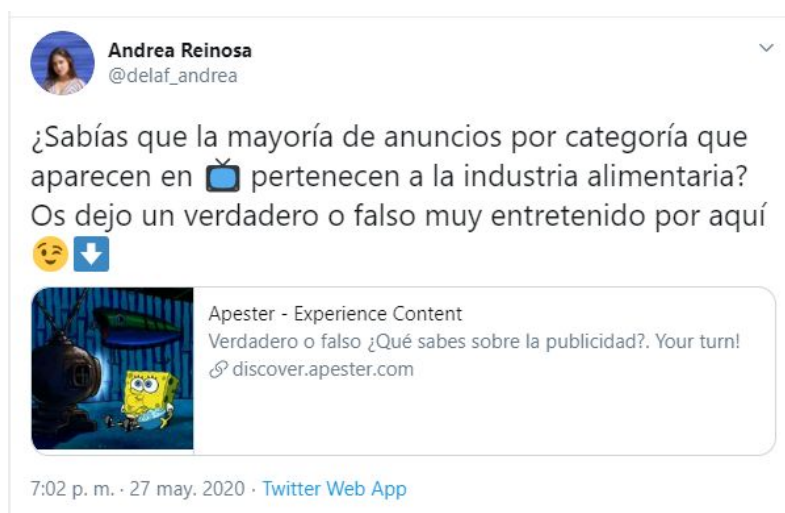 Andrea Reinosa
@delaf_andrea
¿Sabías que la mayoría de anuncios por categoría que
aparecen en 📺 pertenecen a la industria alimentaria?
Os dejo un verdadero o falso muy entretenido por aquí
😉⬇️
Apester - Experience Content
Verdadero o falso ¿Qué sabes sobre la publicidad?. Your turn!
discover.apester.com
7:02 p. m. · 27 may. 2020 · Twitter Web App